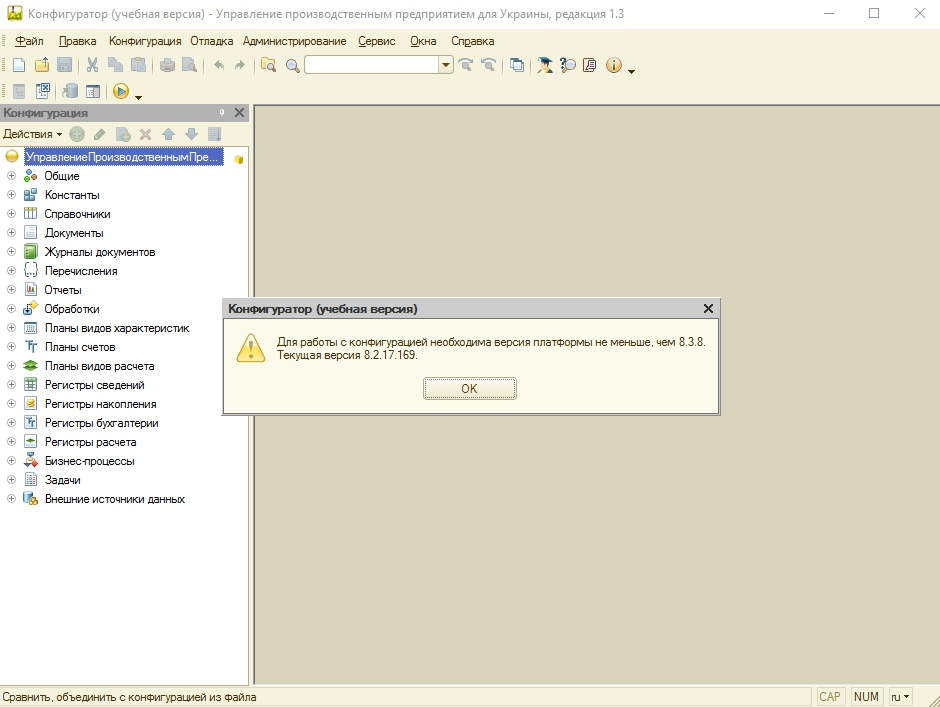 Конфигуратор (учебная версия) - Управление производственным предприятием для Украины, редакция 1.3
Файл Правка Конфигурация Отладка Администрирование Сервис Окна Справка
Конфигурация
Действия
УправлениеПроизводственнымПре...
Общие
Константы
Справочники
Документы
Журналы документов
Перечисления
Отчеты
Обработки
Планы видов характеристик
Планы счетов
Планы видов расчета
Регистры сведений
Регистры накопления
Регистры бухгалтерии
Регистры расчета
Бизнес-процессы
Задачи
Внешние источники данных
Конфигуратор (учебная версия)
Для работы с конфигурацией необходима версия платформы не меньше, чем 8.3.8.
Текущая версия 8.2.17.169.
OK
Сравнить, объединить с конфигурацией из файла CAP NUM ru